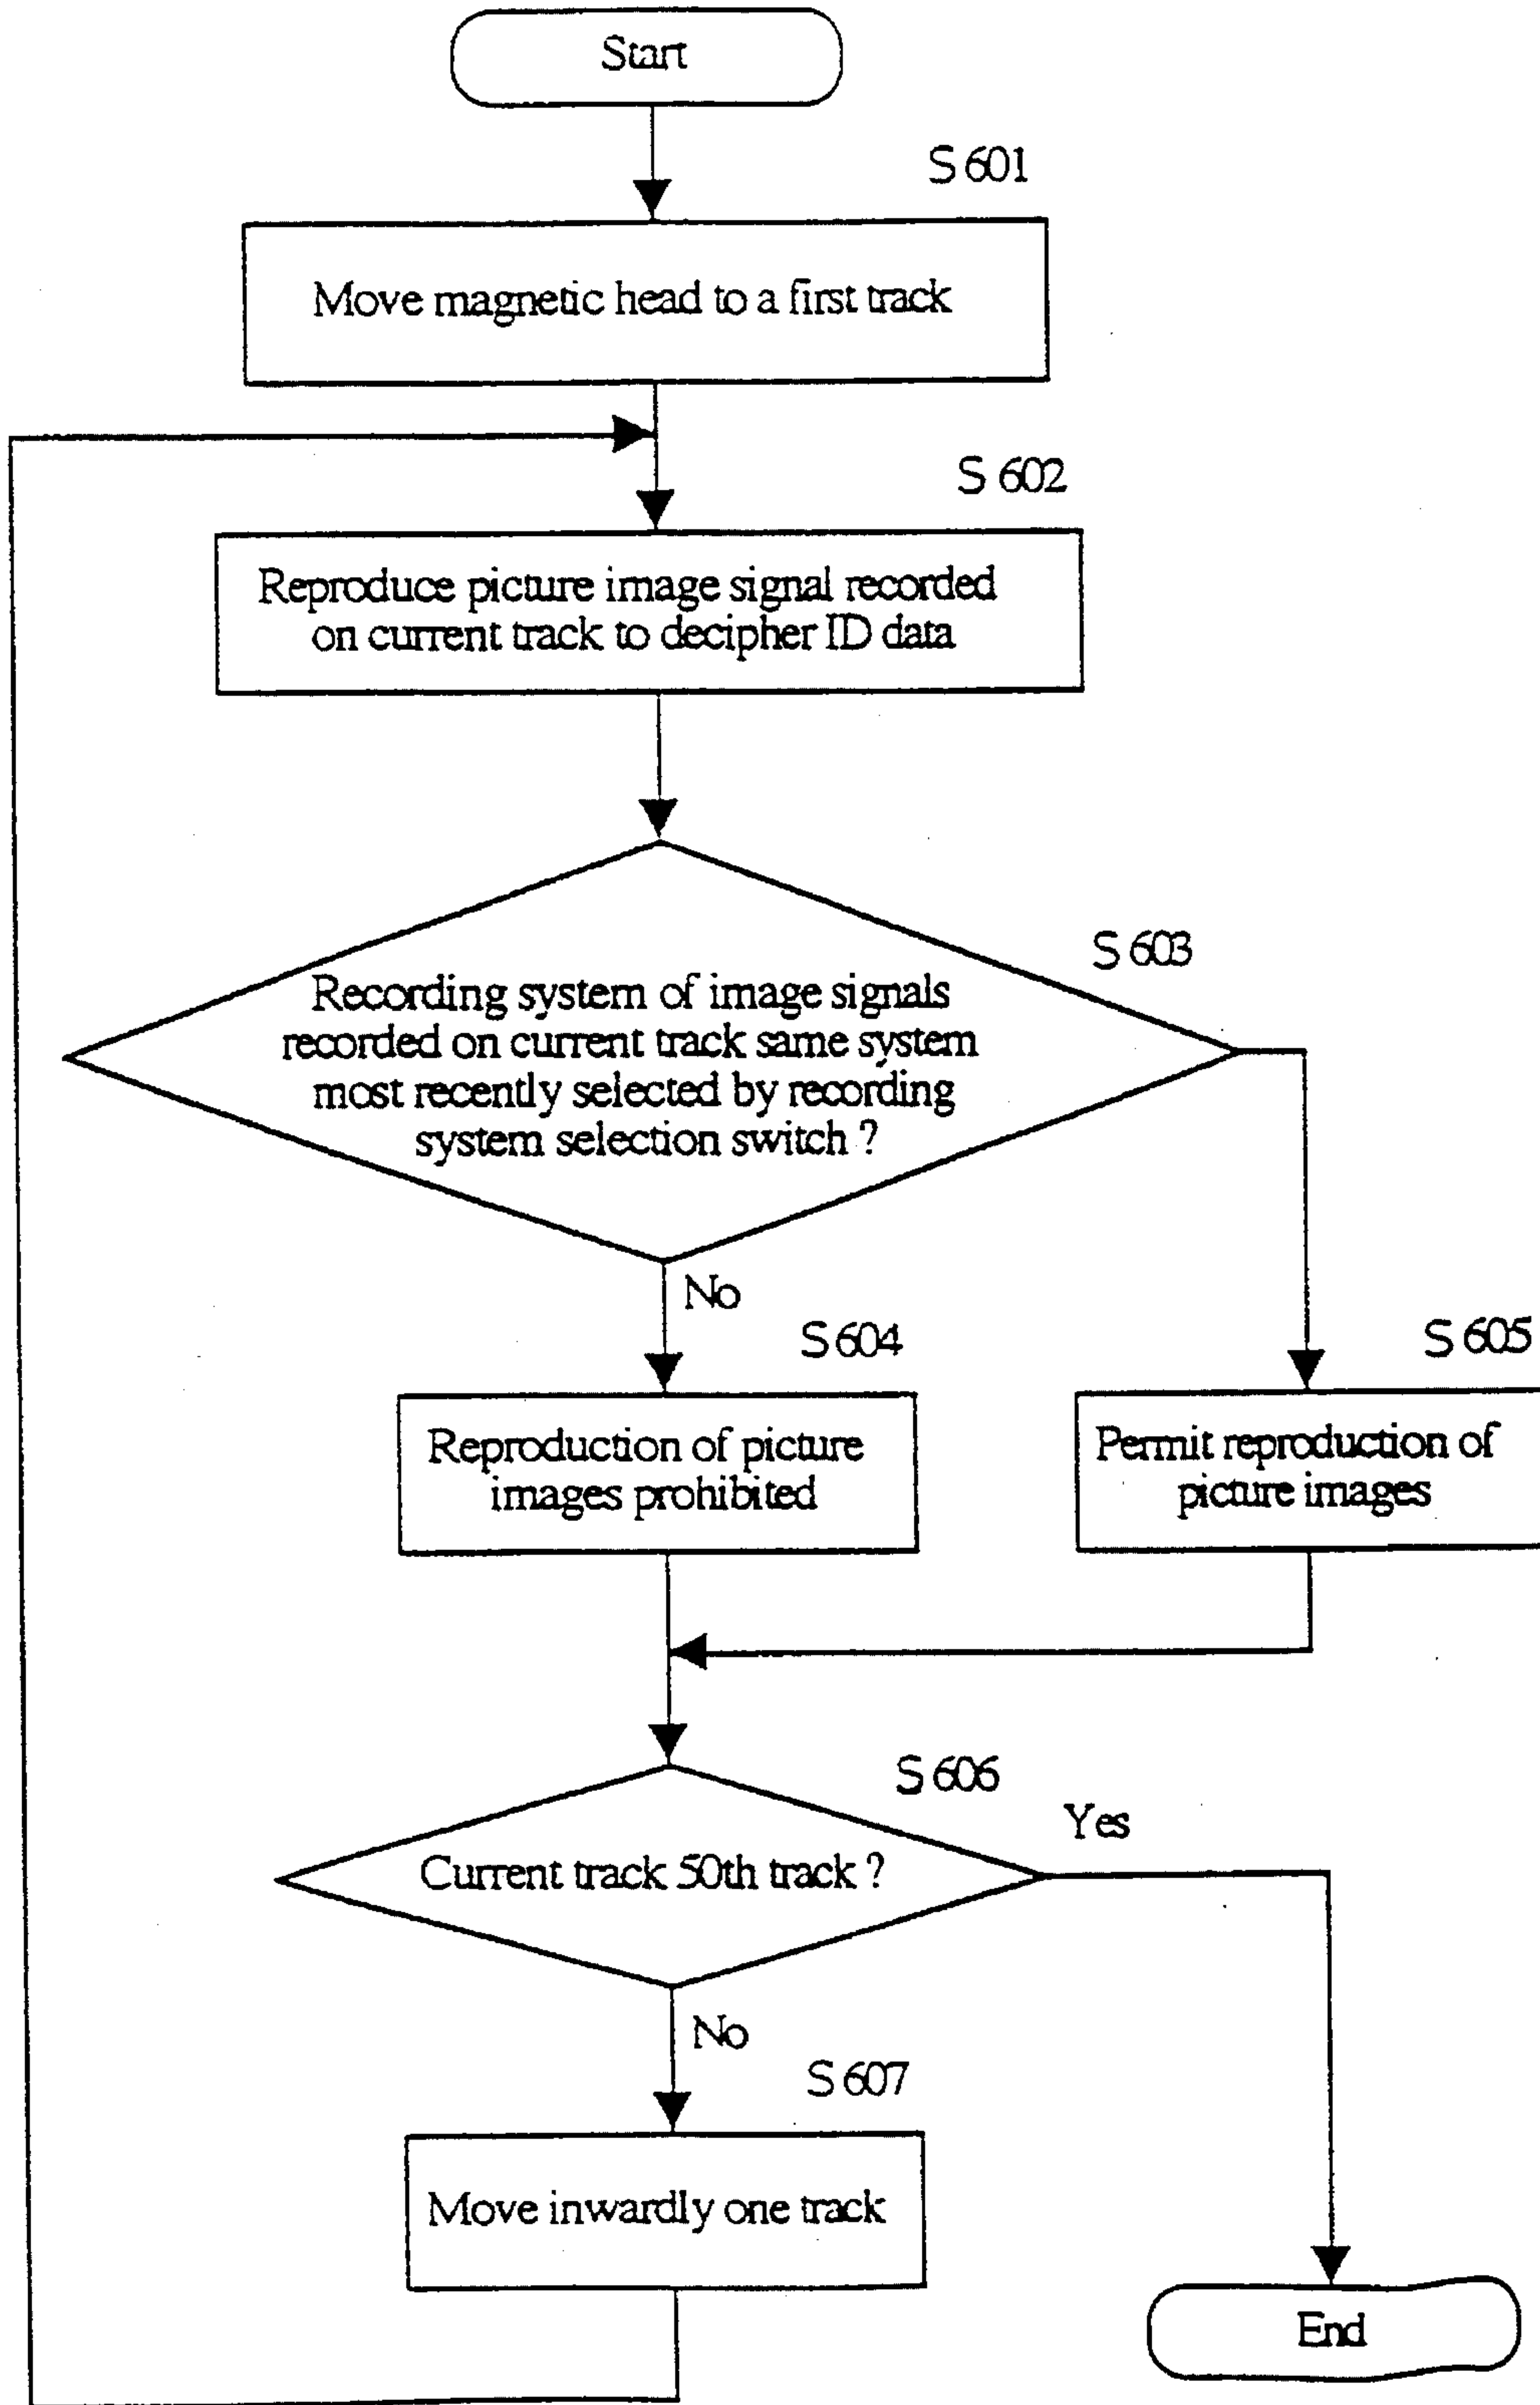 Start
S 601
Move magnetic head to a first track
S 602
Reproduce picture image signal recorded
on current track to decipher ID data
S 603
Recording system of image signals
recorded on current track same system
most recently selected by recording
system selection switch ?
No
S 604
S 605
Reproduction of picture
images prohibited
Permit reproduction of
picture images
S 606
Yes
Current track 50th track ?
No
S 607
Move inwardly one track
End